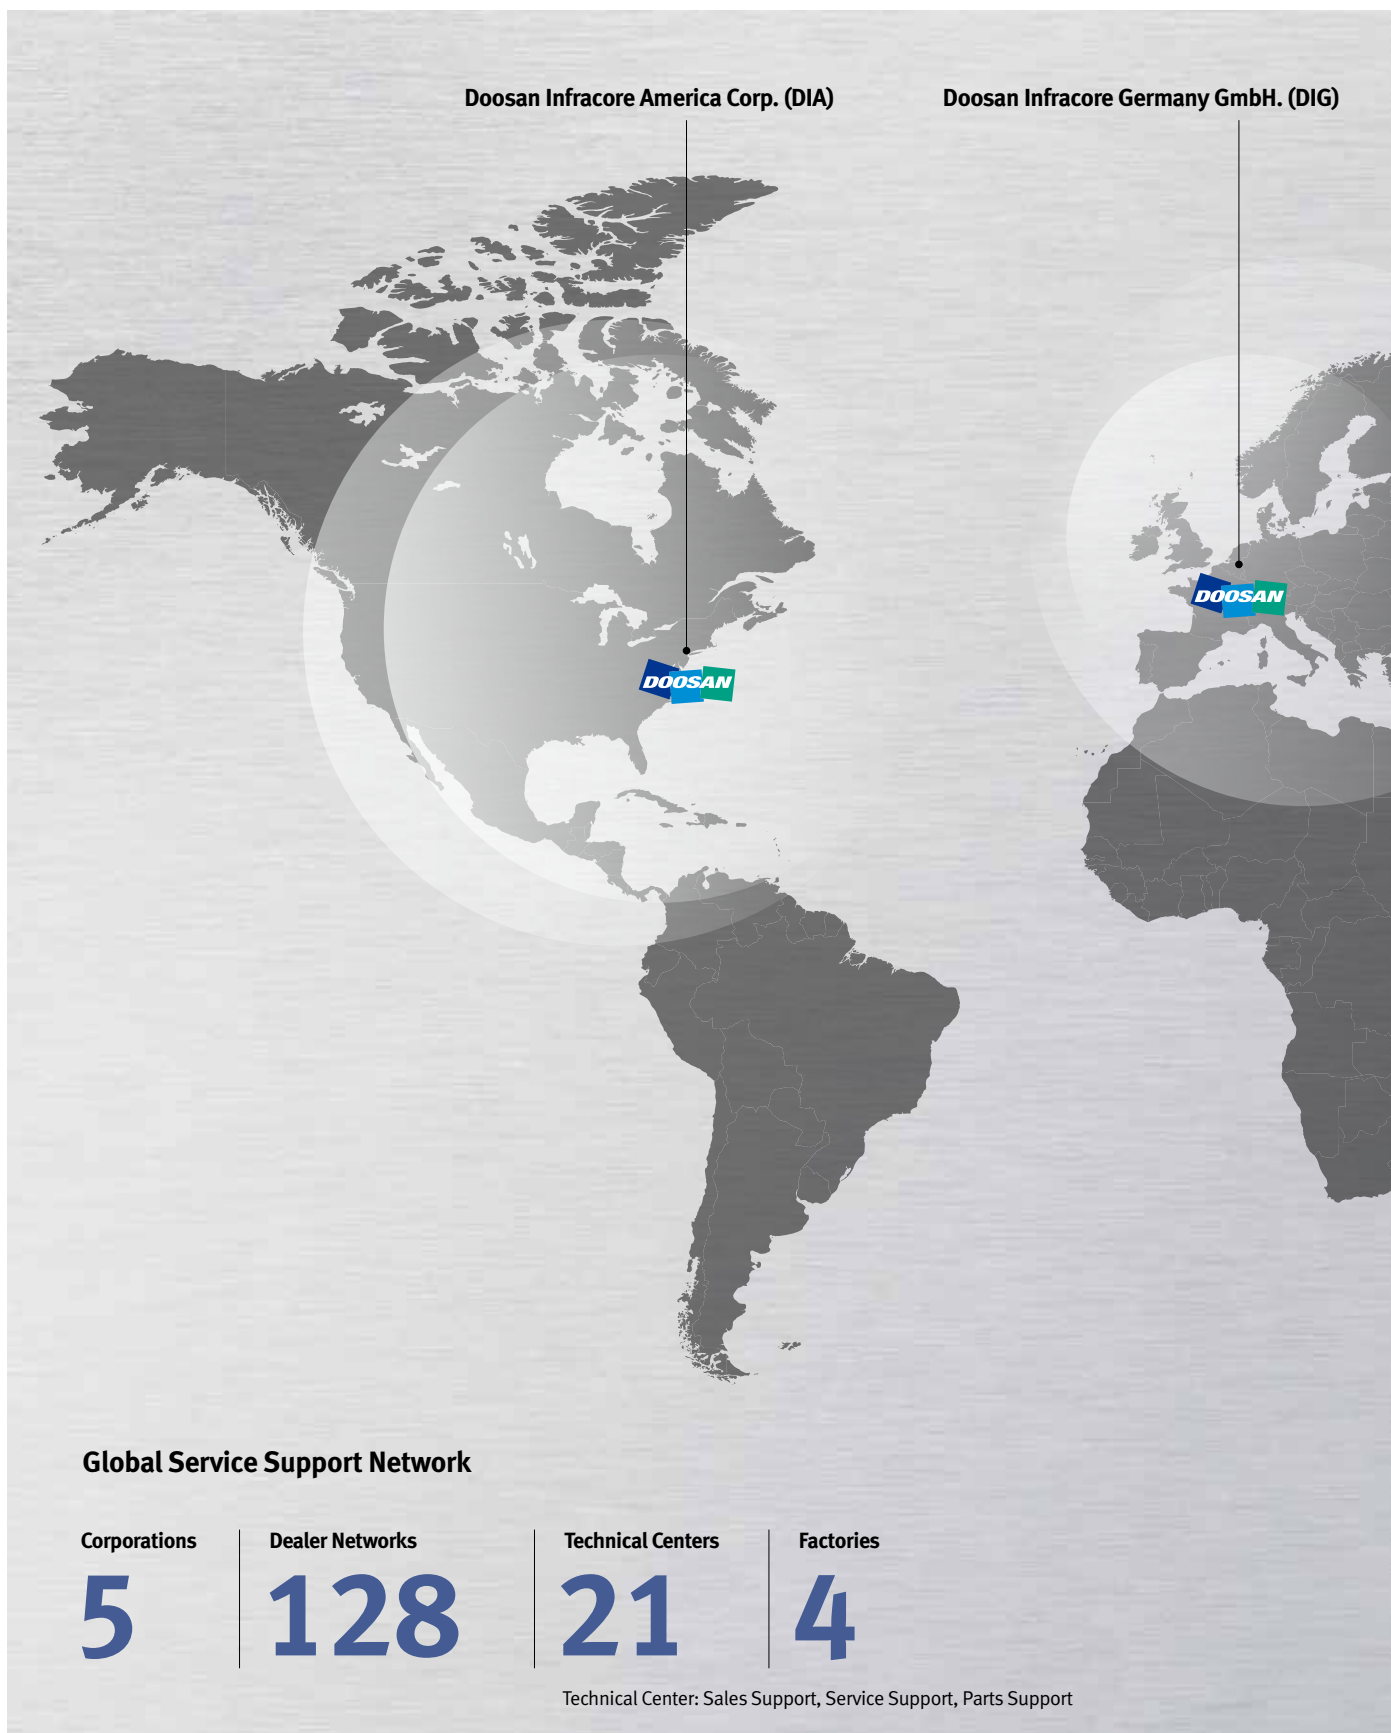 Doosan Infracore America Corp. (DIA)
Doosan Infracore Germany GmbH. (DIG)
DOOSAN
DOOSAN
Global Service Support Network
Corporations
5
Dealer Networks
128
Technical Centers
21
Factories
4
Technical Center: Sales Support, Service Support, Parts Support